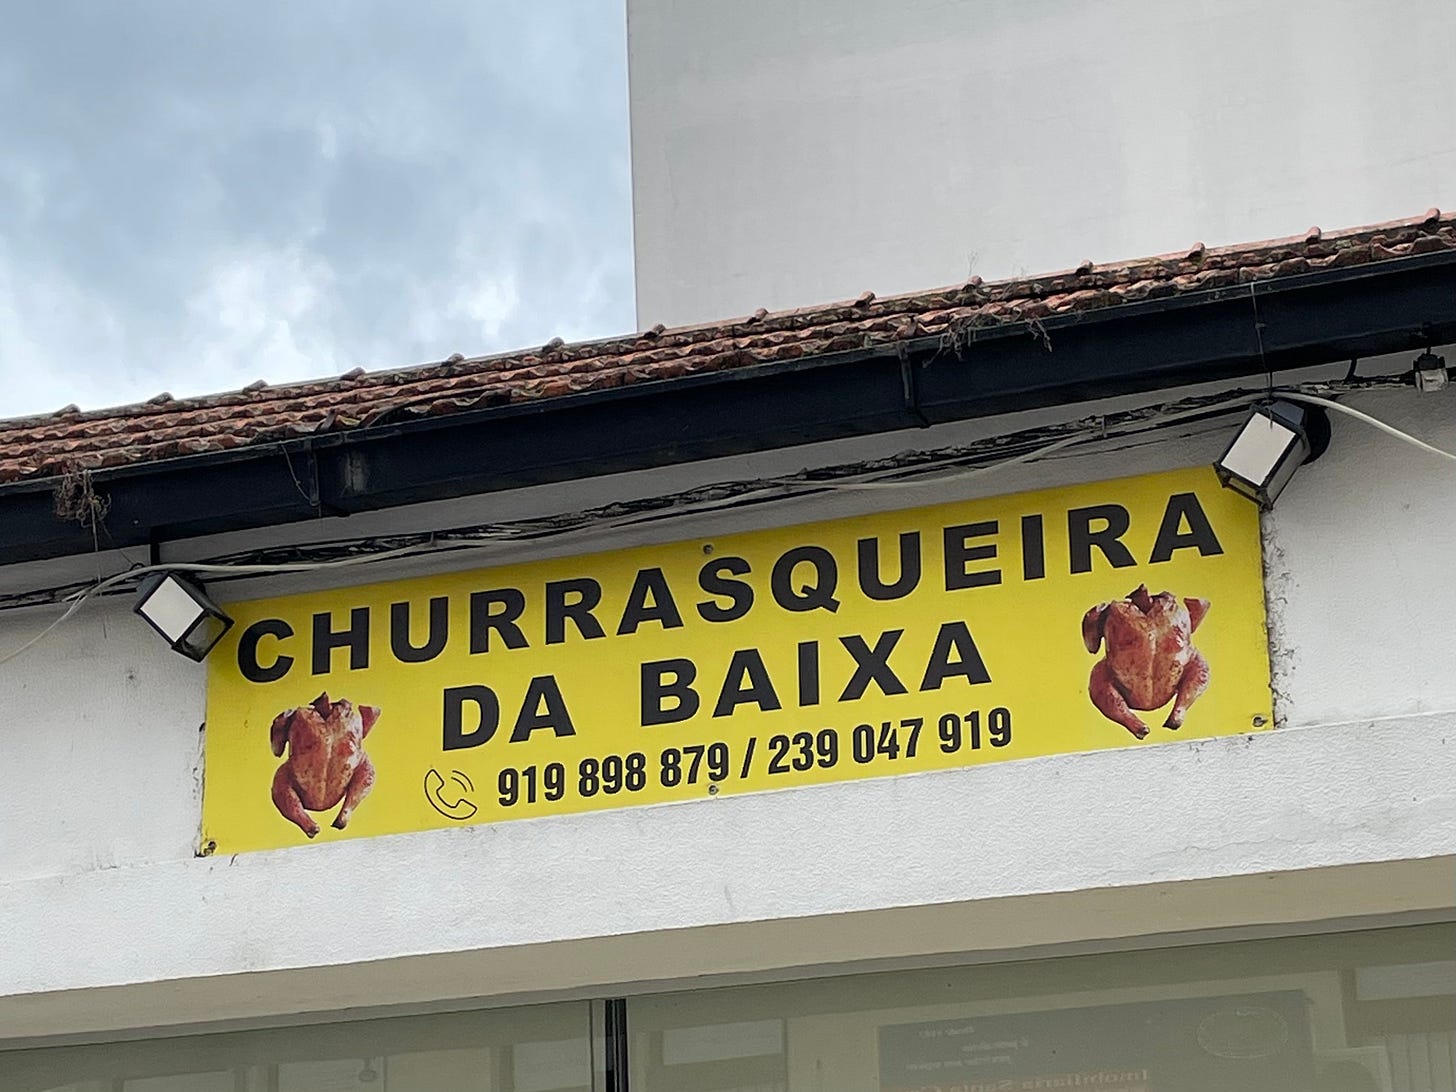 CHURRASQUEIRA
DA BAIXA
919 898 879 / 239 047 919